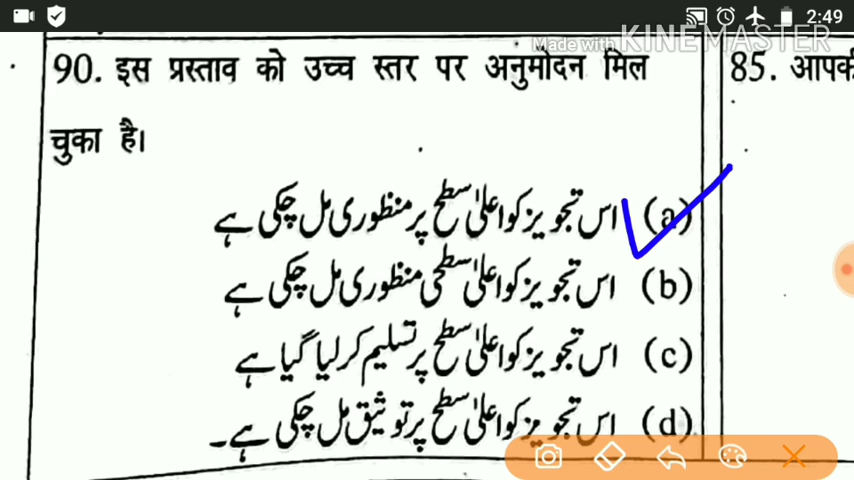 2:49
Made with KINEMASTER
90. इस प्रस्ताव को उच्च स्तर पर अनुमोदन मिल
चुका है।
(a) اس تجویز کو اعلیٰ سطح پر منظوری مل چکی ہے
(b) اس تجویز کو اعلیٰ سطحی منظوری مل چکی ہے
(c) اس تجویز کو اعلیٰ سطح پر تسلیم کر لیا گیا ہے
(d) اس تجویز کو اعلیٰ سطح پر توثیق مل چکی ہے۔
85. आपकी